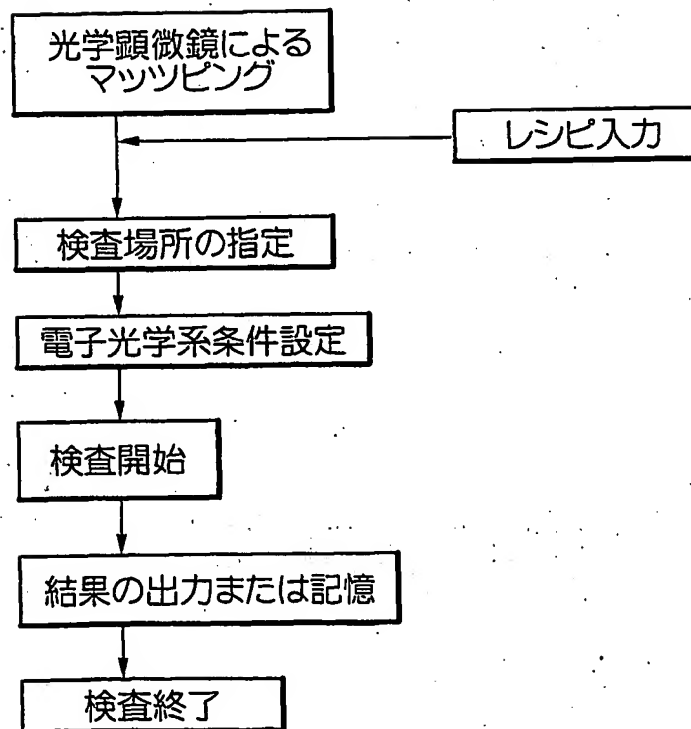 光学顕微鏡による
マッツピング
レシピ入力
検査場所の指定
電子光学系条件設定
検査開始
結果の出力または記憶
検査終了